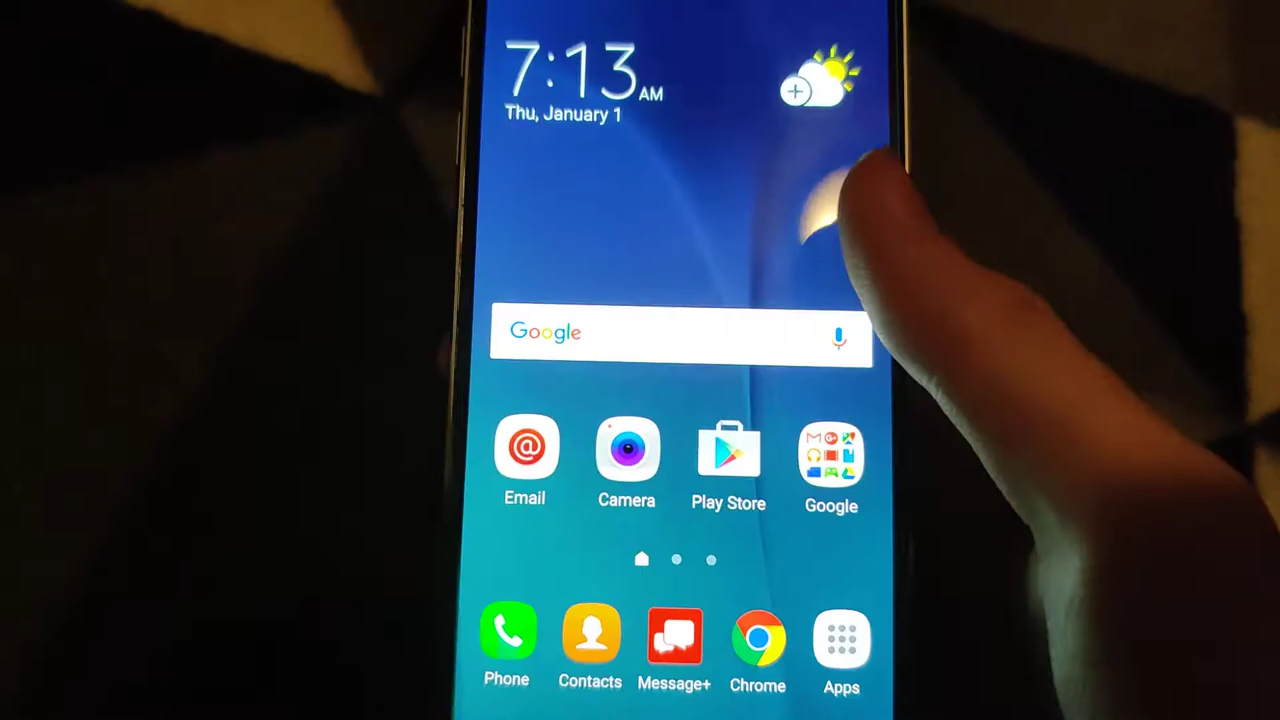 7:13 AM
Thu, January 1
Google
Email Camera Play Store Google
Phone Contacts Message+ Chrome Apps